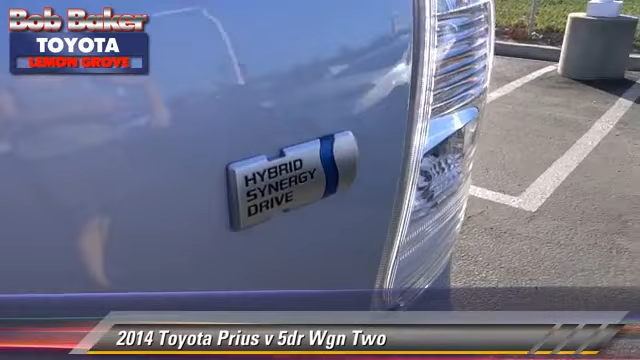 Bob Baker
TOYOTA
LEMON GROVE
HYBRID
SYNERGY
DRIVE
2014 Toyota Prius v 5dr Wgn Two